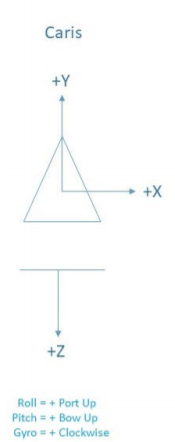 Caris
+Y
+X
+Z
Roll = + Port Up
Pitch = + Bow Up
Gyro = + Clockwise